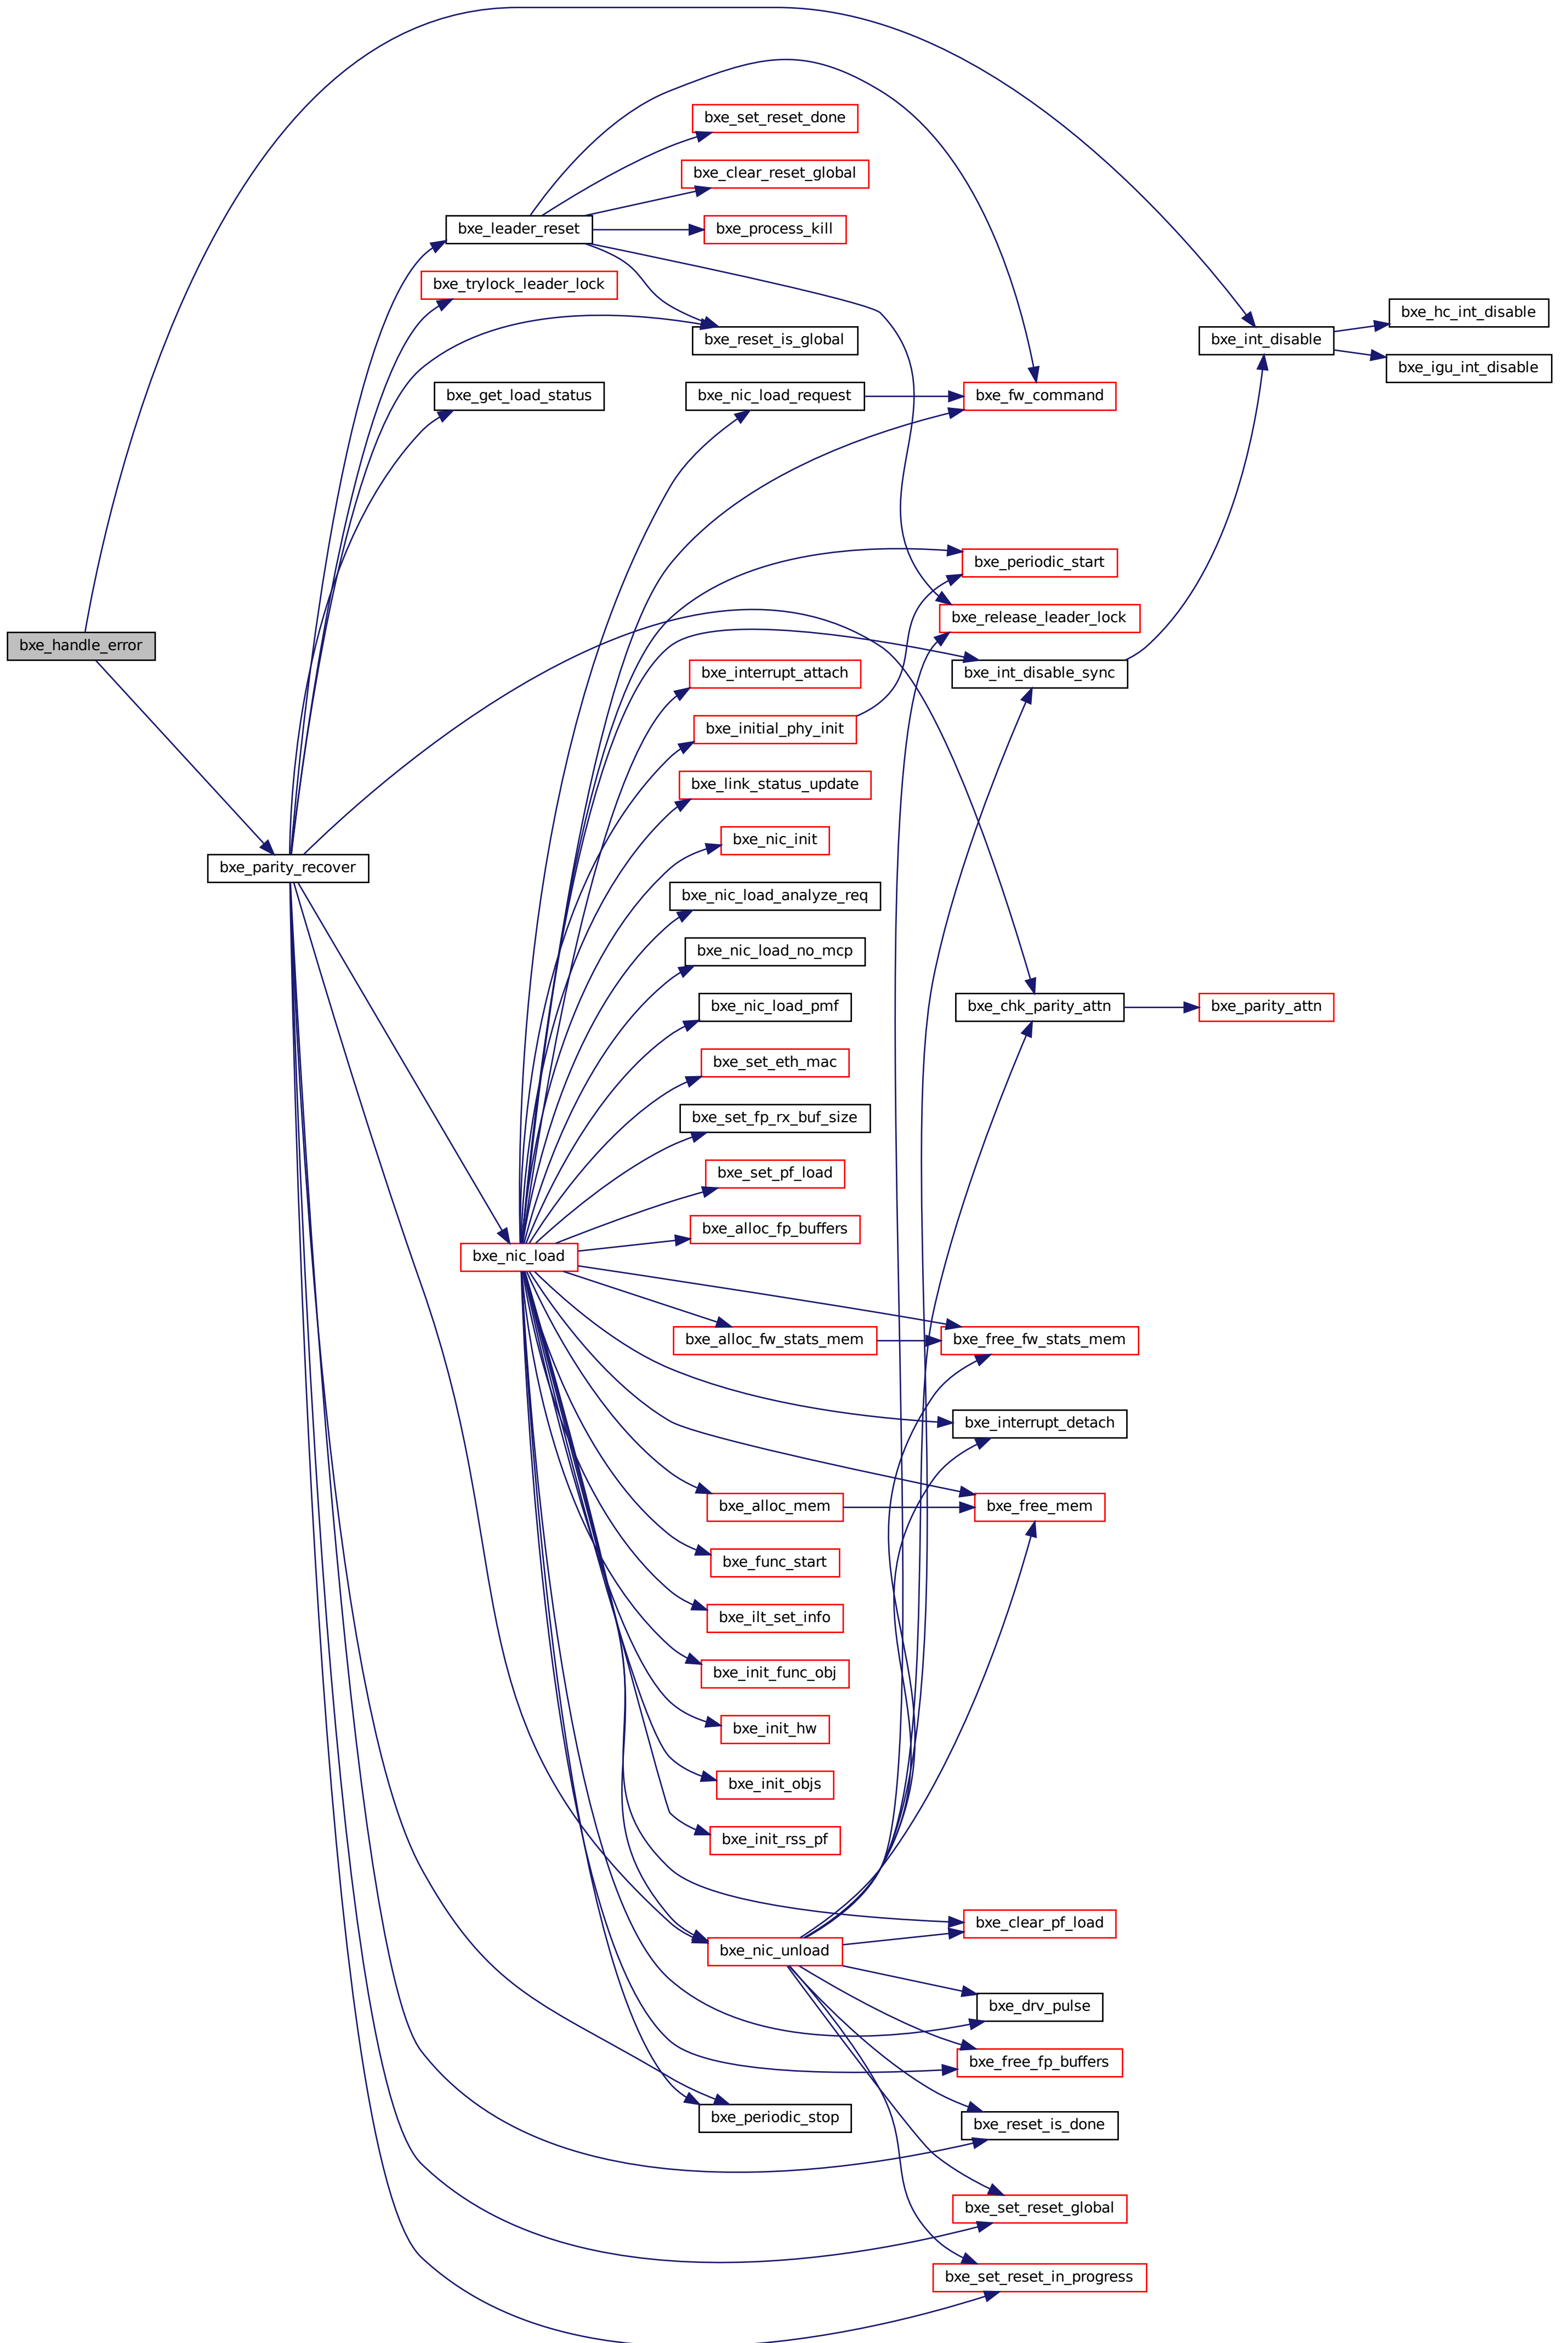 bxe_set_reset_done
bxe_clear_reset_global
bxe_leader_reset
bxe_process_kill
bxe_trylock_leader_lock
bxe_hc_int_disable
bxe_reset_is_global
bxe_int_disable
bxe_igu_int_disable
bxe_get_load_status
bxe_nic_load_request
bxe_fw_command
bxe_periodic_start
bxe_release_leader_lock
bxe_handle_error
bxe_interrupt_attach
bxe_int_disable_sync
bxe_initial_phy_init
bxe_link_status_update
bxe_nic_init
bxe_parity_recover
bxe_nic_load_analyze_req
bxe_nic_load_no_mcp
bxe_nic_load_pmf
bxe_chk_parity_attn
bxe_parity_attn
bxe_set_eth_mac
bxe_set_fp_rx_buf_size
bxe_set_pf_load
bxe_alloc_fp_buffers
bxe_nic_load
bxe_alloc_fw_stats_mem
bxe_free_fw_stats_mem
bxe_interrupt_detach
bxe_alloc_mem
bxe_free_mem
bxe_func_start
bxe_ilt_set_info
bxe_init_func_obj
bxe_init_hw
bxe_init_objs
bxe_init_rss_pf
bxe_clear_pf_load
bxe_nic_unload
bxe_drv_pulse
bxe_free_fp_buffers
bxe_periodic_stop
bxe_reset_is_done
bxe_set_reset_global
bxe_set_reset_in_progress